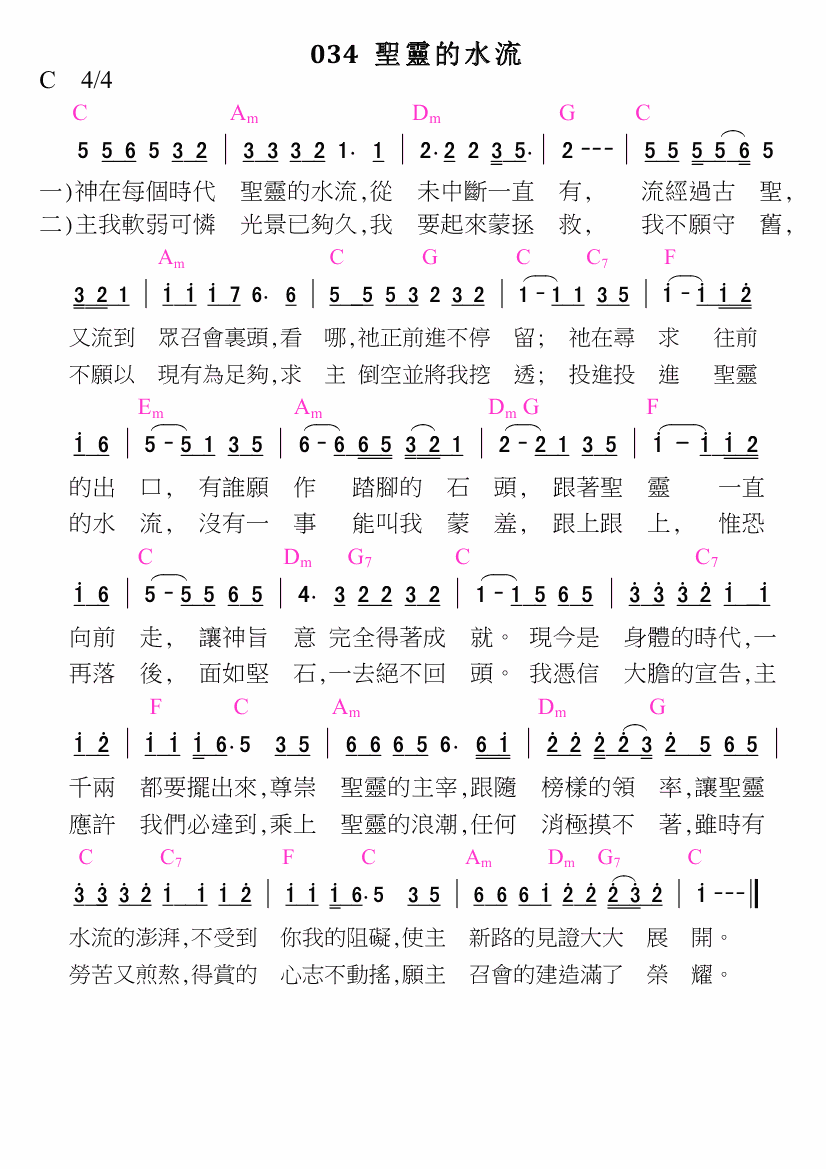 034 聖靈的水流
C 4/4
C Am Dm G C
5 5 6 5 3 2 | 3 3 3 2 1. 1 | 2. 2 2 3 5. | 2 - - - | 5 5 5 5 6 5
一)神在每個時代 聖靈的水流,從 未中斷一直 有, 流經過古 聖,
二)主我軟弱可憐 光景已夠久,我 要起來蒙拯 救, 我不願守 舊,
Am C G C C7 F
3 2 1 | i i i 7 6. 6 | 5 5 5 3 2 3 2 | 1 - 1 1 3 5 | i - i i 2̇
又流到 眾召會裏頭,看 哪,祂正前進不停 留; 祂在尋 求 往前
不願以 現有為足夠,求 主 倒空並將我挖 透; 投進投 進 聖靈
Em Am Dm G F
i 6 | 5 - 5 1 3 5 | 6 - 6 6 5 3 2 1 | 2 - 2 1 3 5 | i - i i 2
的出 口, 有誰願 作 踏腳的 石 頭, 跟著聖 靈 一直
的水 流, 沒有一 事 能叫我 蒙 羞, 跟上跟 上, 惟恐
C Dm G7 C C7
i 6 | 5 - 5 5 6 5 | 4. 3 2 2 3 2 | 1 - 1 5 6 5 | 3̇ 3̇ 3̇ 2̇ i i
向前 走, 讓神旨 意 完全得著成 就。 現今是 身體的時代,一
再落 後, 面如堅 石,一去絕不回 頭。 我憑信 大膽的宣告,主
F C Am Dm G
i 2̇ | i i i 6. 5 3 5 | 6 6 6 5 6. 6 i | 2̇ 2̇ 2̇ 2̇ 3̇ 2̇ 5 6 5 |
千兩 都要擺出來,尊崇 聖靈的主宰,跟隨 榜樣的領 率,讓聖靈
應許 我們必達到,乘上 聖靈的浪潮,任何 消極摸不 著,雖時有
C C7 F C Am Dm G7 C
3̇ 3̇ 3̇ 2̇ i i i 2̇ | i i i 6. 5 3 5 | 6 6 6 i 2̇ 2̇ 2̇ 3̇ 2̇ | i - - - ‖
水流的澎湃,不受到 你我的阻礙,使主 新路的見證大大 展 開。
勞苦又煎熬,得賞的 心志不動搖,願主 召會的建造滿了 榮 耀。